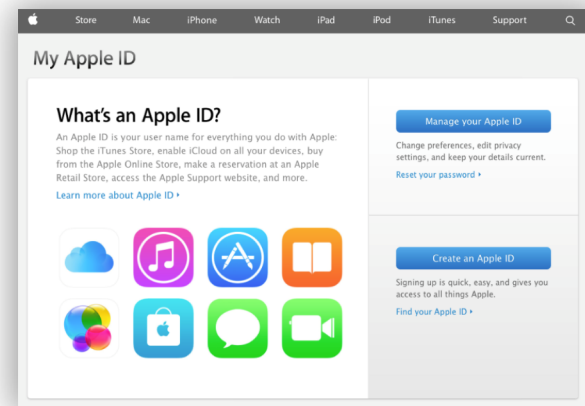 Store Mac iPhone Watch iPad iPod iTunes Support
My Apple ID
What's an Apple ID?
An Apple ID is your user name for everything you do with Apple:
Shop the iTunes Store, enable iCloud on all your devices, buy
from the Apple Online Store, make a reservation at an Apple
Retail Store, access the Apple Support website, and more.
Learn more about Apple ID
Manage your Apple ID
Change preferences, edit privacy
settings, and keep your details current.
Reset your password
Create an Apple ID
Signing up is quick, easy, and gives you
access to all things Apple.
Find your Apple ID